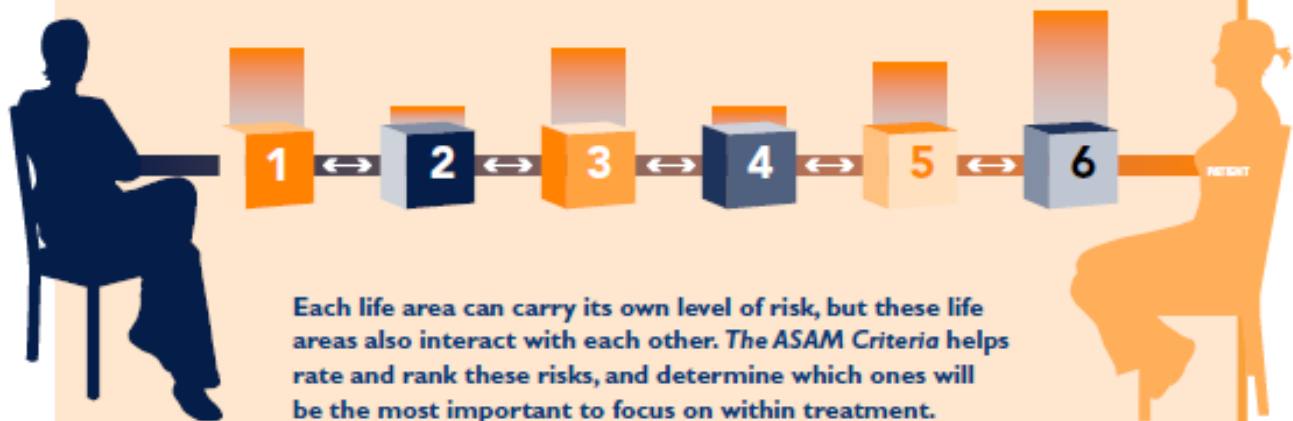 1 2 3 4 5 6
PATIENT
Each life area can carry its own level of risk, but these life
areas also interact with each other. The ASAM Criteria helps
rate and rank these risks, and determine which ones will
be the most important to focus on within treatment.